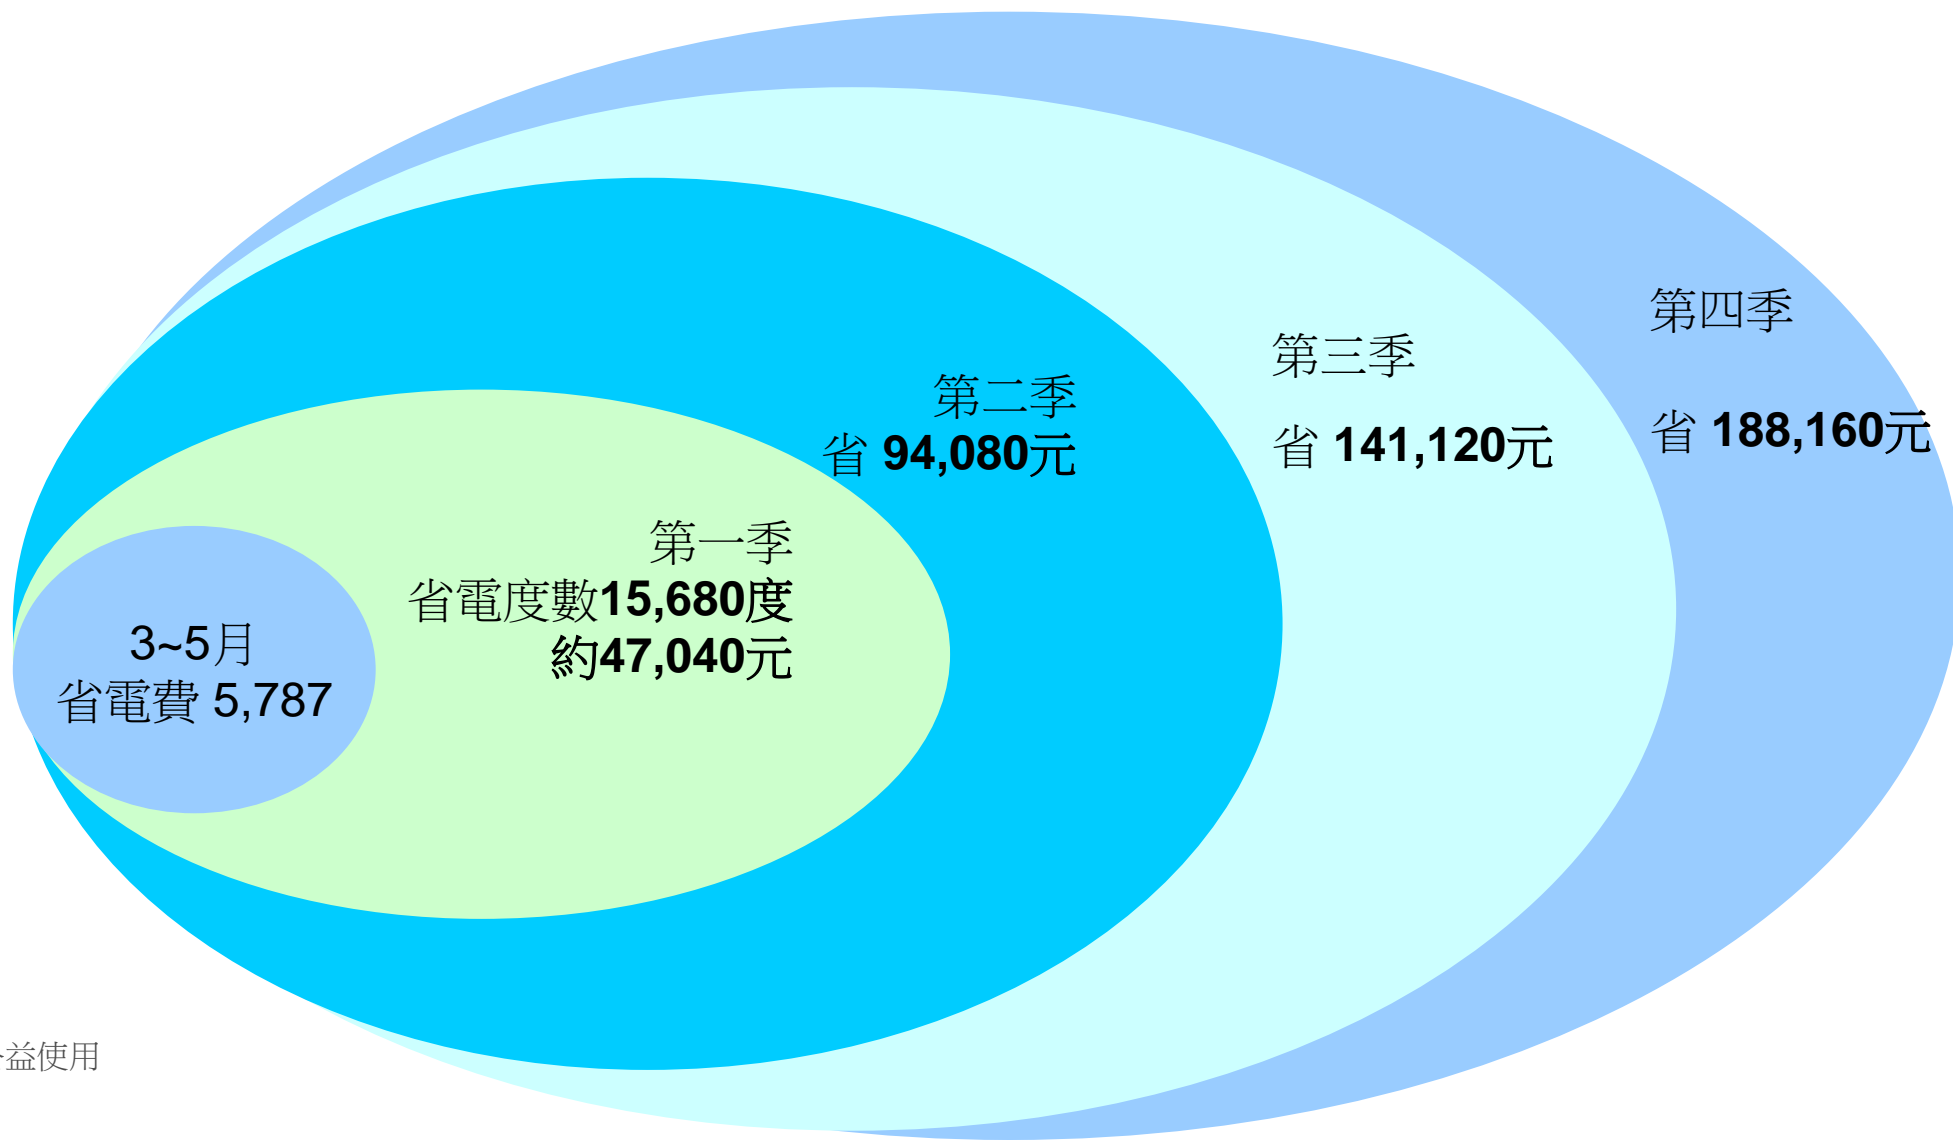 第四季
省 188,160元
第三季
省 141,120元
第二季
省 94,080元
第一季
省電度數15,680度
約47,040元
3~5月
省電費 5,787
益使用